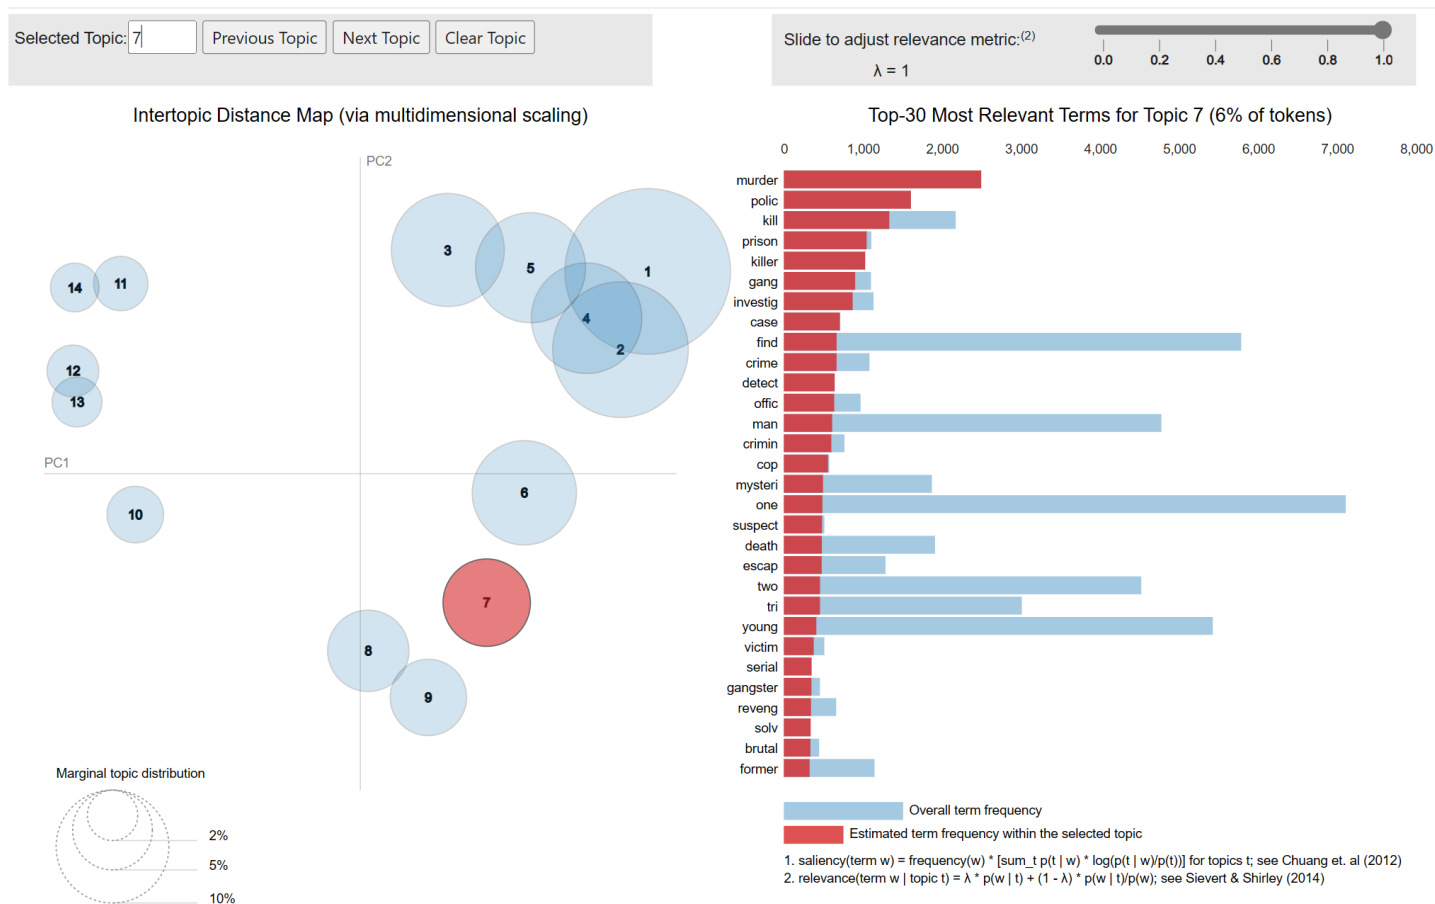 Selected Topic: 7 Previous Topic Next Topic Clear Topic
Slide to adjust relevance metric:(2)
λ = 1
0.0 0.2 0.4 0.6 0.8 1.0
Intertopic Distance Map (via multidimensional scaling)
PC2
PC1
3
5
1
4
2
14
11
12
13
10
6
7
8
9
Marginal topic distribution
2%
5%
10%
Top-30 Most Relevant Terms for Topic 7 (6% of tokens)
0 1,000 2,000 3,000 4,000 5,000 6,000 7,000 8,000
murder
polic
kill
prison
killer
gang
investig
case
find
crime
detect
offic
man
crimin
cop
mysteri
one
suspect
death
escap
two
tri
young
victim
serial
gangster
reveng
solv
brutal
former
Overall term frequency
Estimated term frequency within the selected topic
1. saliency(term w) = frequency(w) * [sum_t p(t | w) * log(p(t | w)/p(t))] for topics t; see Chuang et. al (2012)
2. relevance(term w | topic t) = λ * p(w | t) + (1 - λ) * p(w | t)/p(w); see Sievert & Shirley (2014)